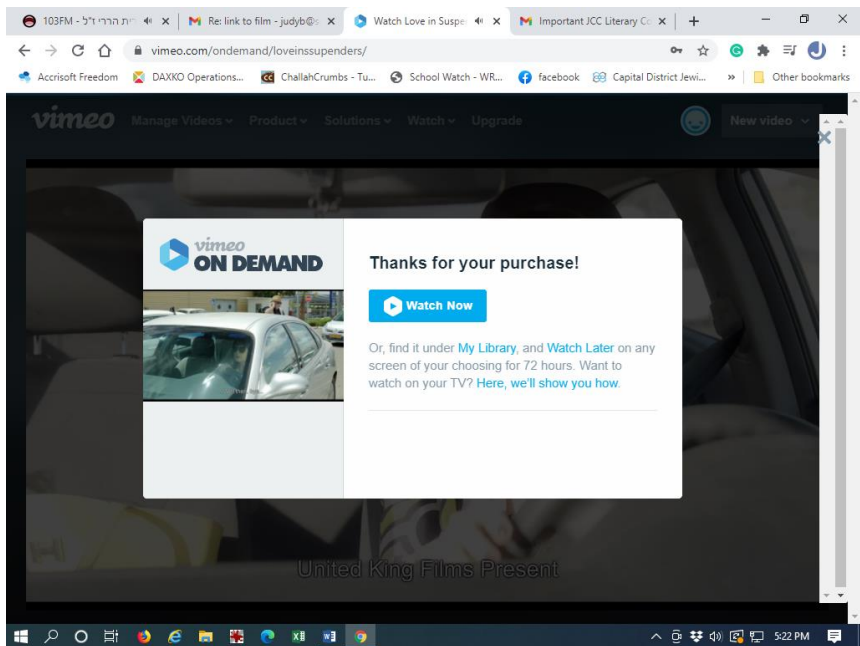 103FM - ית הררי ז"ל
Re: link to film - judyb@s
Watch Love in Suspe
Important JCC Literary Co
vimeo.com/ondemand/loveinssupenders/
Accrisoft Freedom
DAXKO Operations...
ChallahCrumbs - Tu...
School Watch - WR...
facebook
Capital District Jewi...
»
Other bookmarks
vimeo
Manage Videos
Product
Solutions
Watch
Upgrade
New video
vimeo
ON DEMAND
Thanks for your purchase!
Watch Now
Or, find it under My Library, and Watch Later on any
screen of your choosing for 72 hours. Want to
watch on your TV? Here, we'll show you how.
United King Films Present
5:22 PM